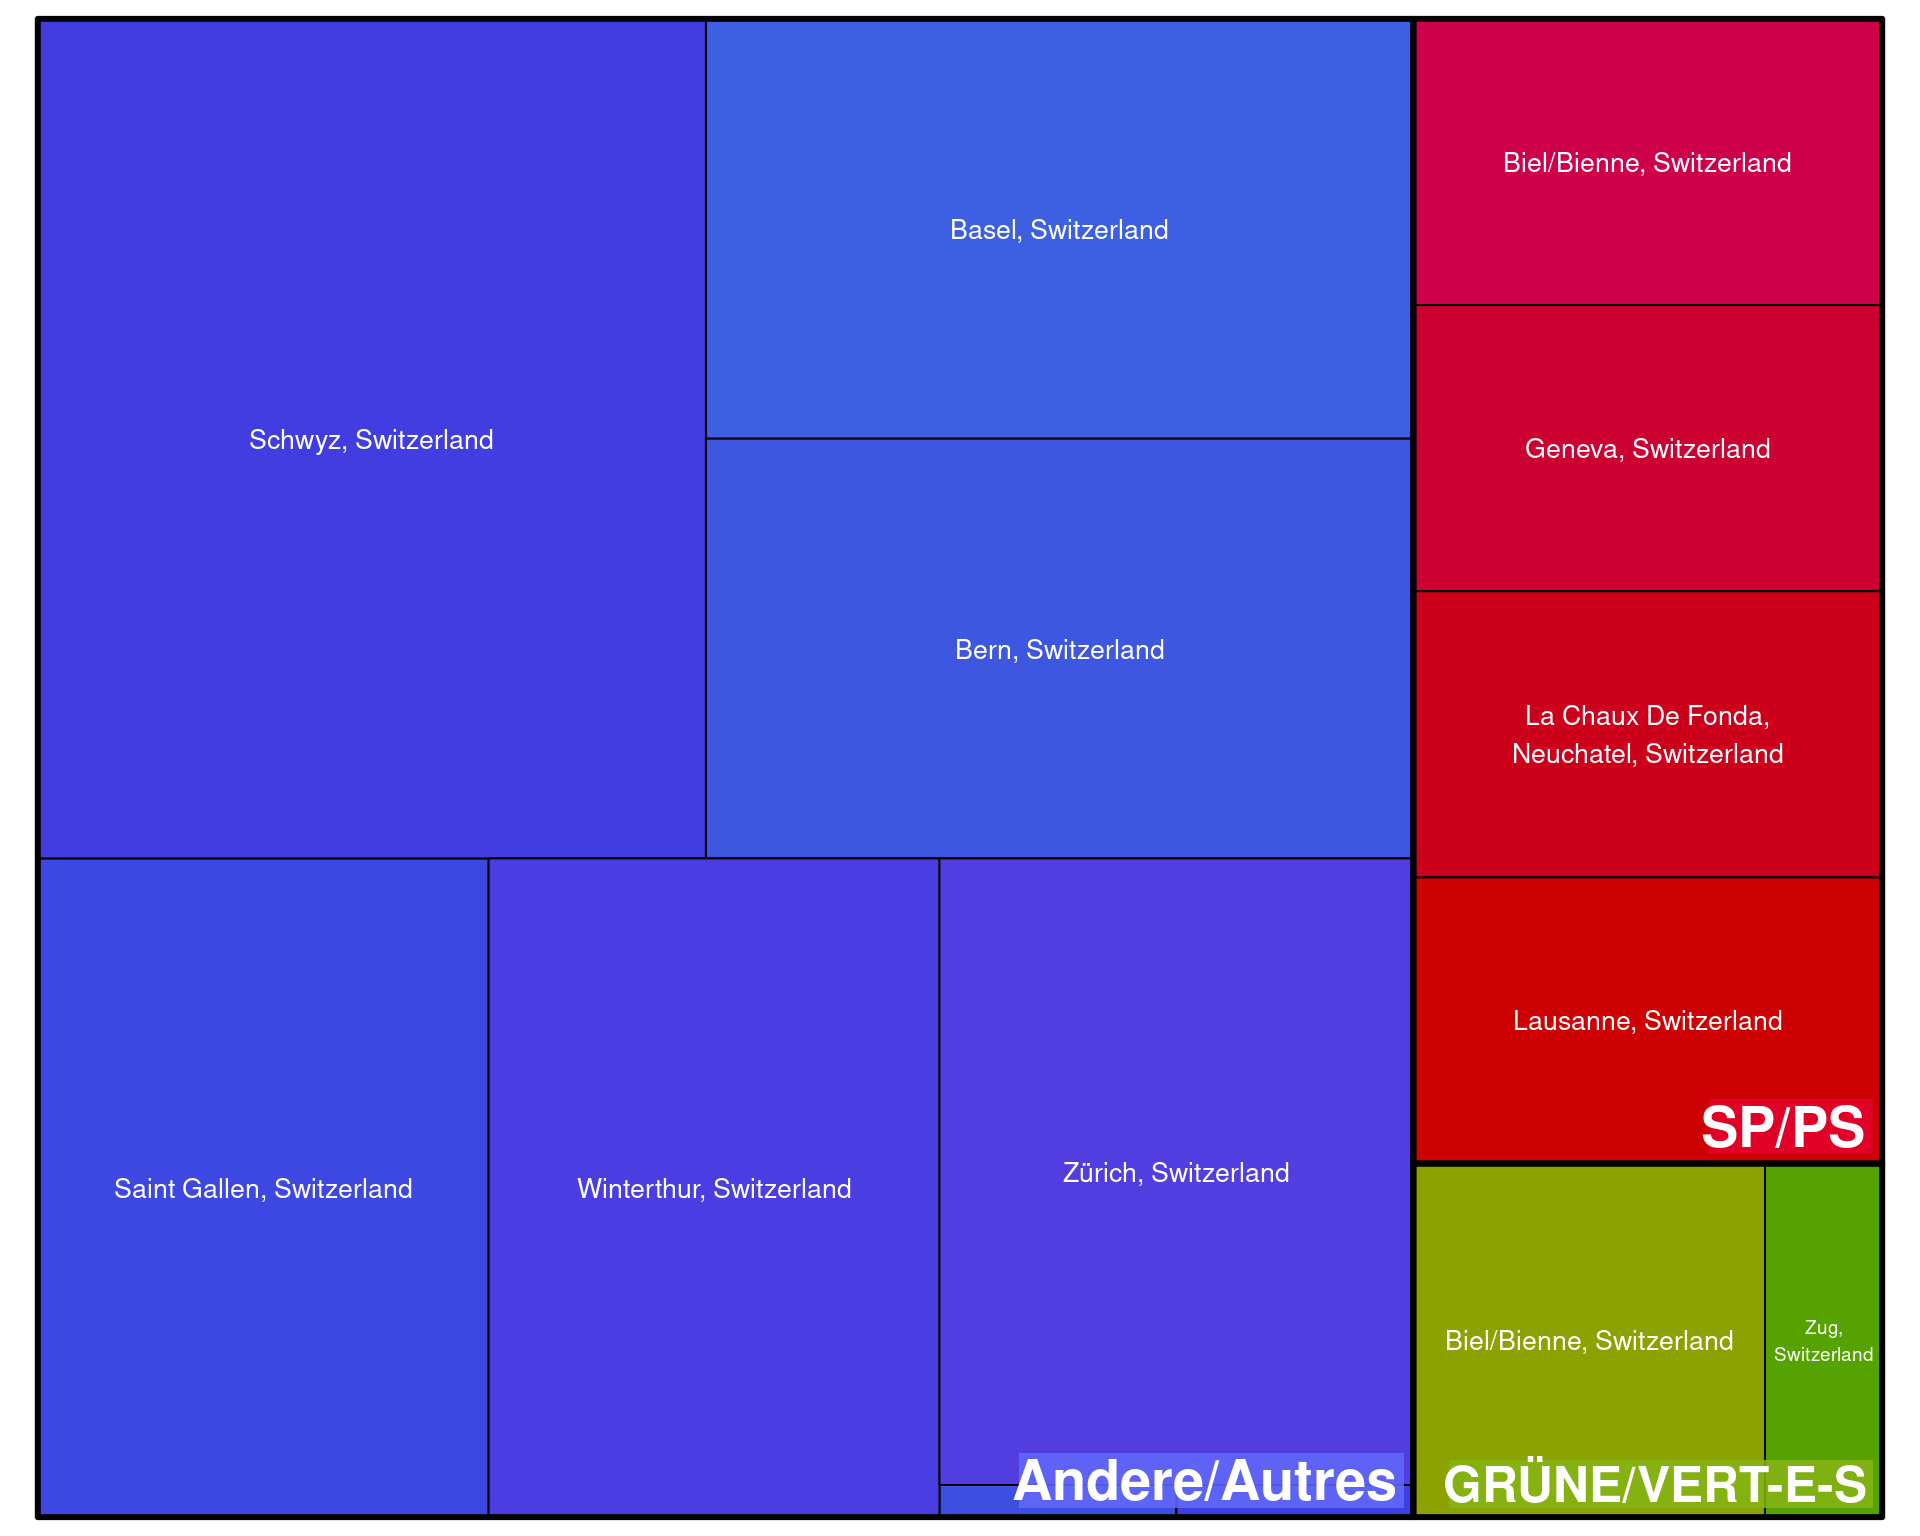 Schwyz, Switzerland
Basel, Switzerland
Bern, Switzerland
Saint Gallen, Switzerland
Winterthur, Switzerland
Zürich, Switzerland
Andere/Autres
Biel/Bienne, Switzerland
Geneva, Switzerland
La Chaux De Fonda,
Neuchatel, Switzerland
Lausanne, Switzerland
SP/PS
Biel/Bienne, Switzerland
Zug,
Switzerland
GRÜNE/VERT-E-S